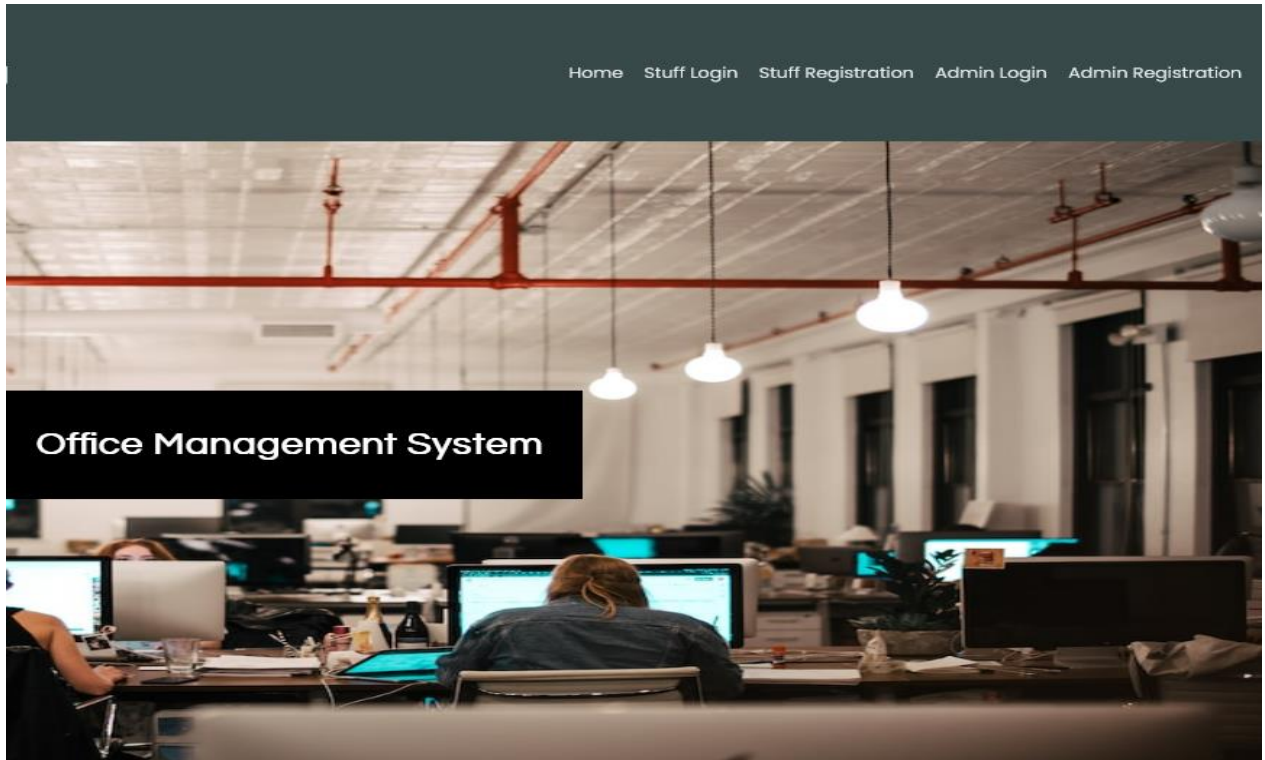 Home Stuff Login Stuff Registration Admin Login Admin Registration
Office Management System